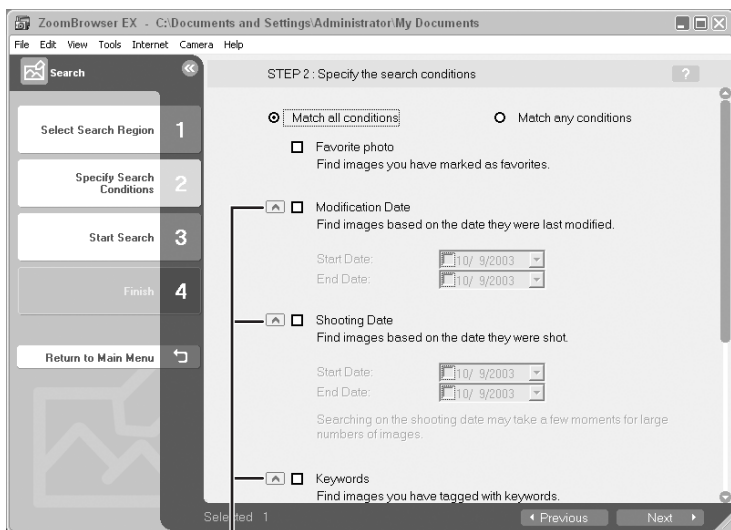 ZoomBrowser EX - C:\Documents and Settings\Administrator\My Documents
File Edit View Tools Internet Camera Help
Search
STEP 2 : Specify the search conditions
?
Select Search Region 1
Specify Search
Conditions 2
Start Search 3
Finish 4
Return to Main Menu
Match all conditions
Match any conditions
Favorite photo
Find images you have marked as favorites.
Modification Date
Find images based on the date they were last modified.
Start Date: 10/ 9/2003
End Date: 10/ 9/2003
Shooting Date
Find images based on the date they were shot.
Start Date: 10/ 9/2003
End Date: 10/ 9/2003
Searching on the shooting date may take a few moments for large
numbers of images.
Keywords
Find images you have tagged with keywords.
Selected 1
Previous
Next